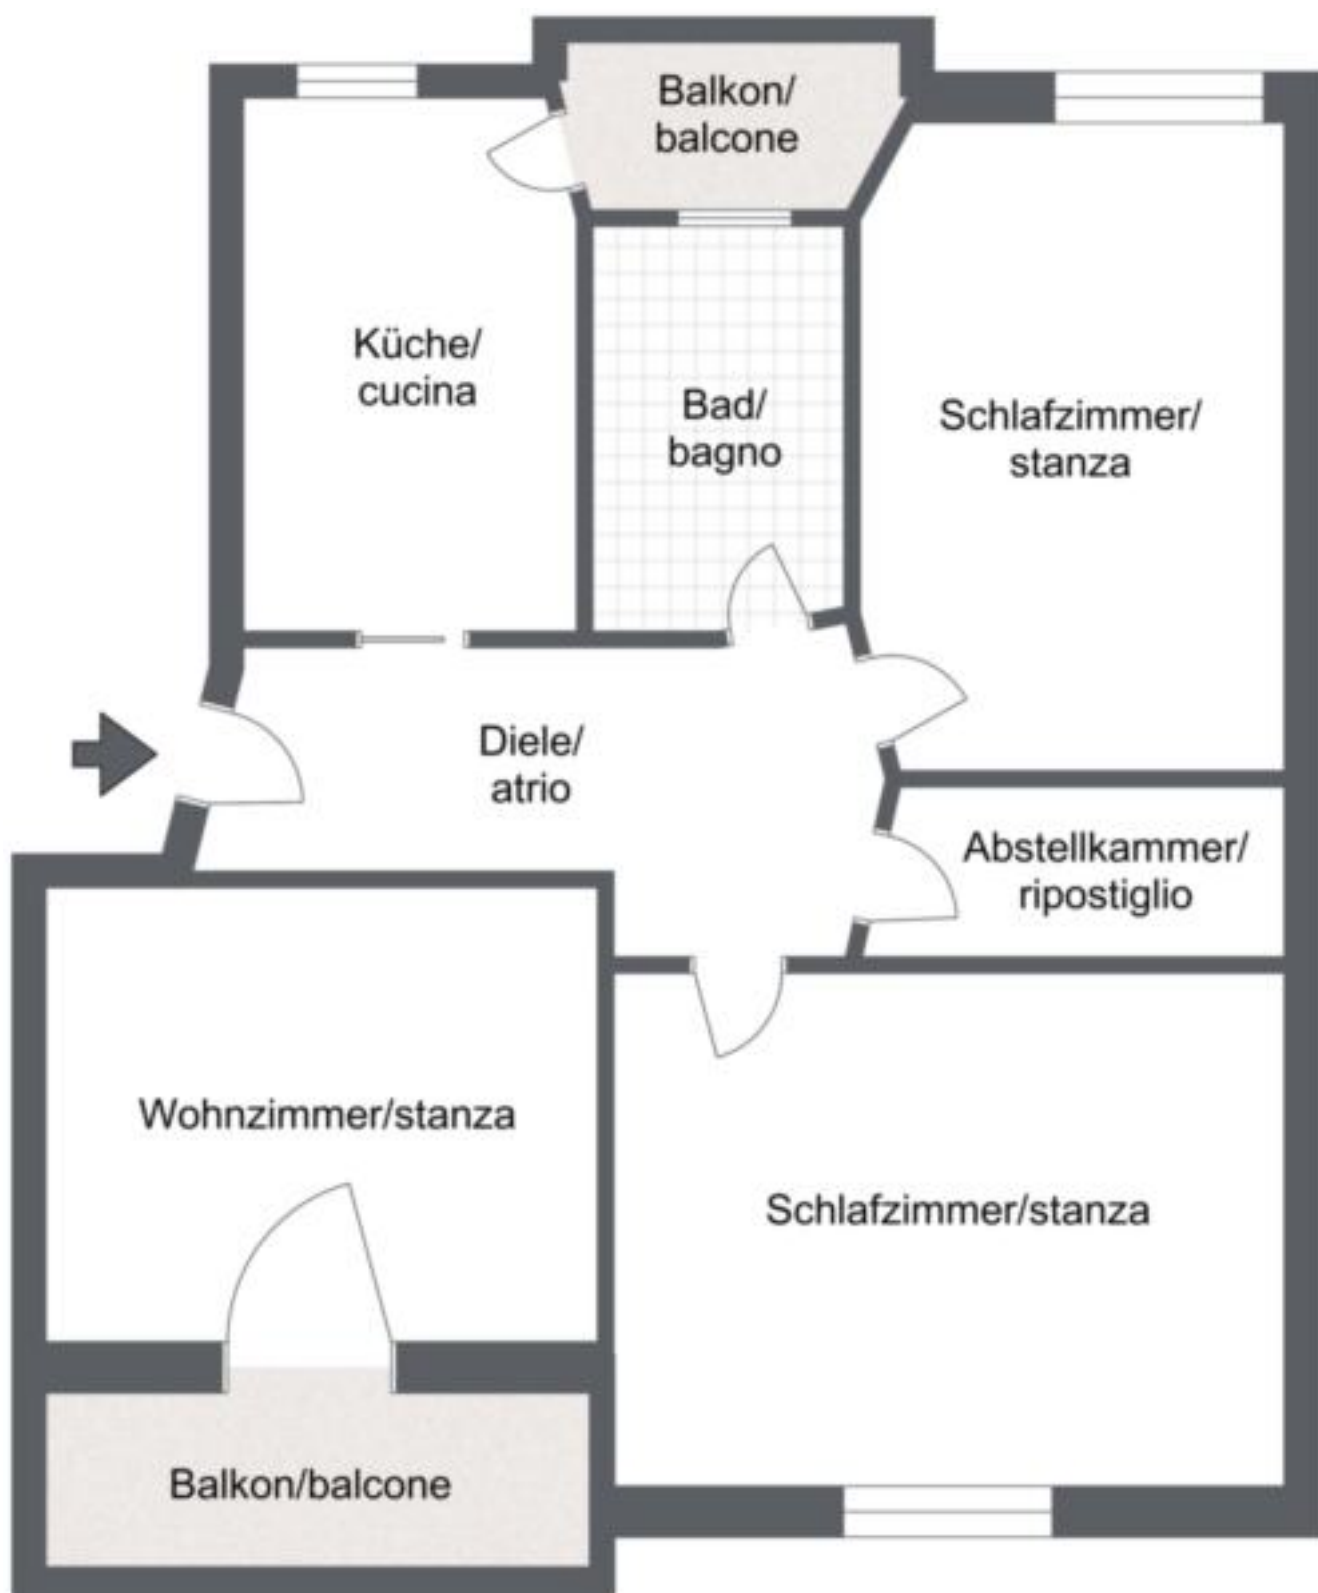 Balkon/
balcone
Küche/
cucina
Bad/
bagno
Schlafzimmer/
stanza
Diele/
atrio
Abstellkammer/
ripostiglio
Wohnzimmer/stanza
Schlafzimmer/stanza
Balkon/balcone